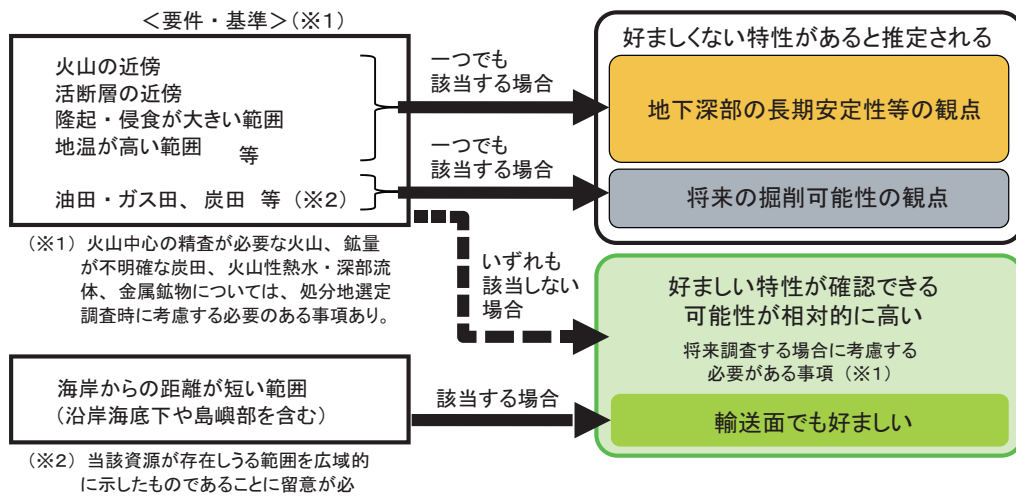 ＜要件・基準＞(※1)
火山の近傍
活断層の近傍
隆起・侵食が大きい範囲
地温が高い範囲 等
油田・ガス田、炭田 等 (※2)
(※1) 火山中心の精査が必要な火山、鉱量
が不明確な炭田、火山性熱水・深部流
体、金属鉱物については、処分地選定
調査時に考慮する必要のある事項あり。
海岸からの距離が短い範囲
(沿岸海底下や島嶼部を含む)
(※2) 当該資源が存在しうる範囲を広域的
に示したものであることに留意が必
一つでも
該当する場合
一つでも
該当する場合
いずれも
該当しない
場合
該当する場合
好ましくない特性があると推定される
地下深部の長期安定性等の観点
将来の掘削可能性の観点
好ましい特性が確認できる
可能性が相対的に高い
将来調査する場合に考慮する
必要がある事項 (※1)
輸送面でも好ましい